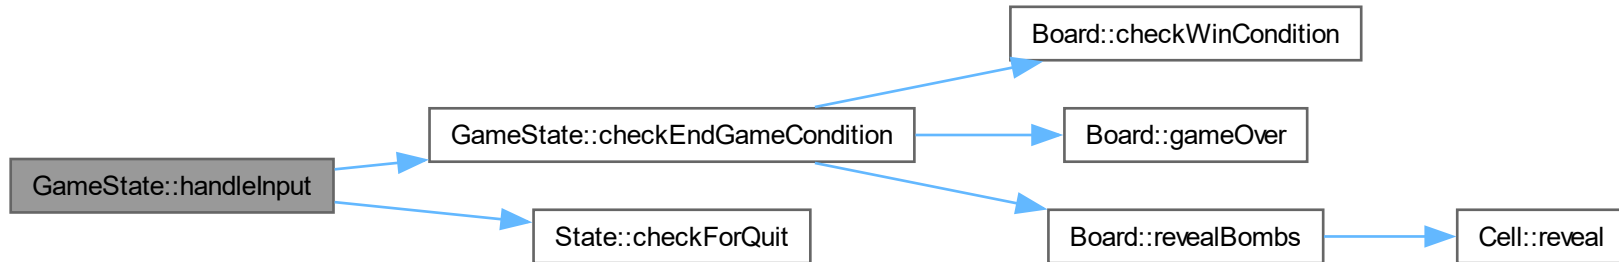 Board::checkWinCondition
GameState::checkEndGameCondition
Board::gameOver
GameState::handleInput
State::checkForQuit
Board::revealBombs
Cell::reveal